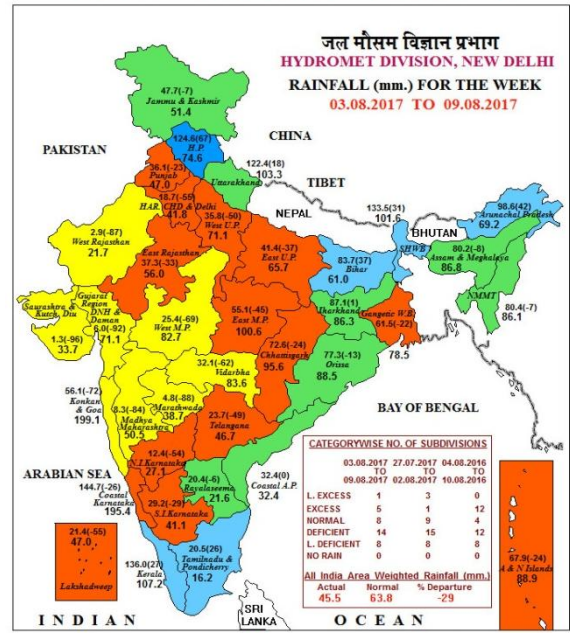 जल मौसम विज्ञान प्रभाग
HYDROMET DIVISION, NEW DELHI
RAINFALL (mm.) FOR THE WEEK
03.08.2017 TO 09.08.2017
47.7(-7)
Jammu & Kashmir
51.4
CHINA
124.6(67)
H.P.
74.6
PAKISTAN
36.1(-23)
Punjab
47.0
122.4(18)
Uttarakhand
103.3
TIBET
18.7(-55)
HAR. CHD & Delhi
41.8
35.8(-50)
West U.P.
71.1
NEPAL
133.5(31)
101.6
BHUTAN
98.6(42)
Arunachal Pradesh
69.2
2.9(-87)
West Rajasthan
21.7
East Rajasthan
37.3(-33)
56.0
41.4(-37)
East U.P.
65.7
83.7(37)
Bihar
61.0
SHWB
80.2(-8)
Assam & Meghalaya
86.8
NMMT
80.4(-7)
86.1
Saurashtra &
Kutch, Diu
1.3(-96)
33.7
Gujarat
Region
DNH &
Daman
6.0(-92)
71.1
25.4(-69)
West M.P.
82.7
55.1(-45)
East M.P.
100.6
87.1(1)
Jharkhand
86.3
Gangetic W.B.
61.5(-22)
78.5
72.6(-24)
Chhattisgarh
95.6
77.3(-13)
Orissa
88.5
32.1(-62)
Vidarbha
83.6
56.1(-72)
Konkan
& Goa
199.1
8.3(-84)
Madhya
Maharashtra
50.5
4.8(-88)
Marathwada
38.7
23.7(-49)
Telangana
46.7
BAY OF BENGAL
ARABIAN SEA
12.4(-54)
N.I.Karnataka
27.1
144.7(-26)
Coastal
Karnataka
195.4
20.4(-6)
Rayalaseema
21.6
32.4(0)
Coastal A.P.
32.4
29.2(-29)
S.I.Karnataka
41.1
21.4(-55)
47.0
Lakshadweep
136.0(27)
Kerala
107.2
20.5(26)
Tamilnadu &
Pondicherry
16.2
SRI
LANKA
67.9(-24)
A & N Islands
88.9
CATEGORYWISE NO. OF SUBDIVISIONS
03.08.2017 27.07.2017 04.08.2016
TO TO TO
09.08.2017 02.08.2017 10.08.2016
L. EXCESS 1 3 0
EXCESS 5 1 12
NORMAL 8 9 4
DEFICIENT 14 15 12
L. DEFICIENT 8 8 8
NO RAIN 0 0 0
All India Area Weighted Rainfall (mm.)
Actual Normal % Departure
45.5 63.8 -29
INDIAN OCEAN